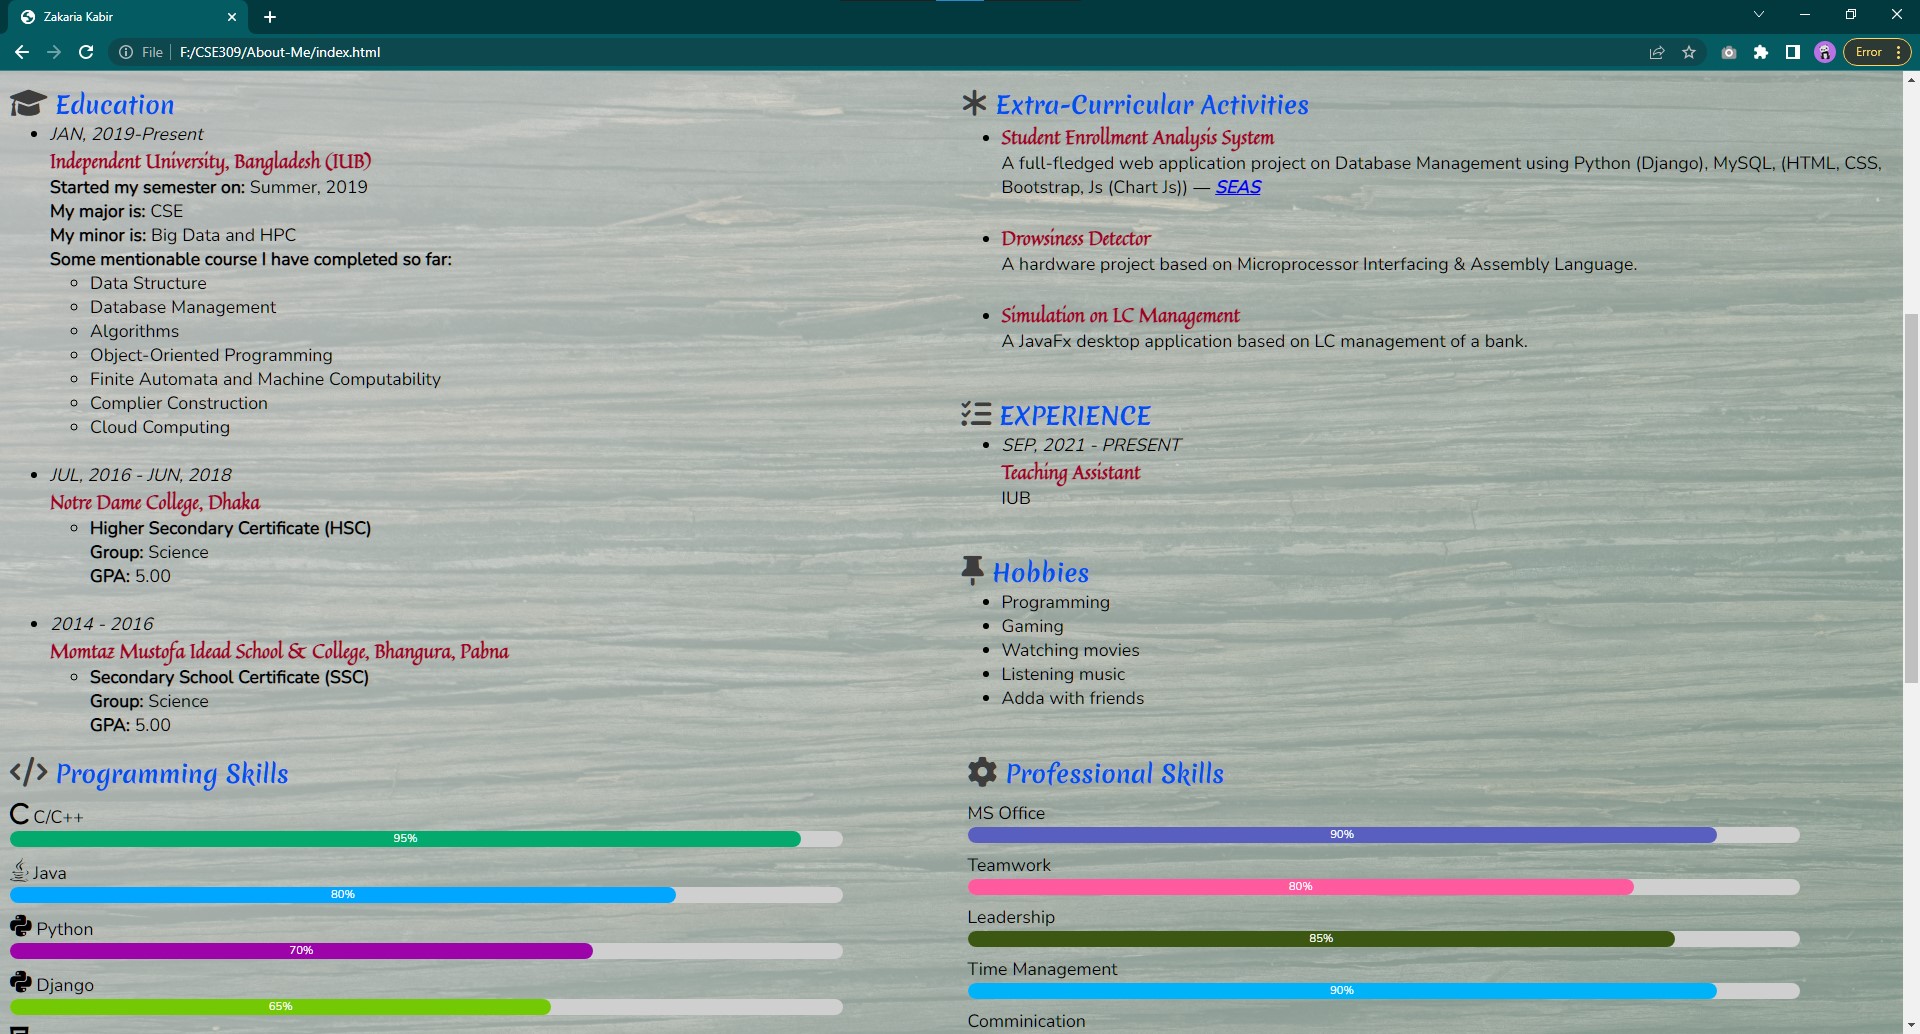 Zakaria Kabir
File
F:/CSE309/About-Me/index.html
Error
Education
JAN, 2019-Present
Independent University, Bangladesh (IUB)
Started my semester on: Summer, 2019
My major is: CSE
My minor is: Big Data and HPC
Some mentionable course I have completed so far:
Data Structure
Database Management
Algorithms
Object-Oriented Programming
Finite Automata and Machine Computability
Complier Construction
Cloud Computing
JUL, 2016 - JUN, 2018
Notre Dame College, Dhaka
Higher Secondary Certificate (HSC)
Group: Science
GPA: 5.00
2014 - 2016
Momtaz Mustofa Idead School & College, Bhangura, Pabna
Secondary School Certificate (SSC)
Group: Science
GPA: 5.00
Extra-Curricular Activities
Student Enrollment Analysis System
A full-fledged web application project on Database Management using Python (Django), MySQL, (HTML, CSS,
Bootstrap, Js (Chart Js)) — SEAS
Drowsiness Detector
A hardware project based on Microprocessor Interfacing & Assembly Language.
Simulation on LC Management
A JavaFx desktop application based on LC management of a bank.
EXPERIENCE
SEP, 2021 - PRESENT
Teaching Assistant
IUB
Hobbies
Programming
Gaming
Watching movies
Listening music
Adda with friends
Programming Skills
C/C++
95%
Java
80%
Python
70%
Django
65%
Professional Skills
MS Office
90%
Teamwork
80%
Leadership
85%
Time Management
90%
Comminication